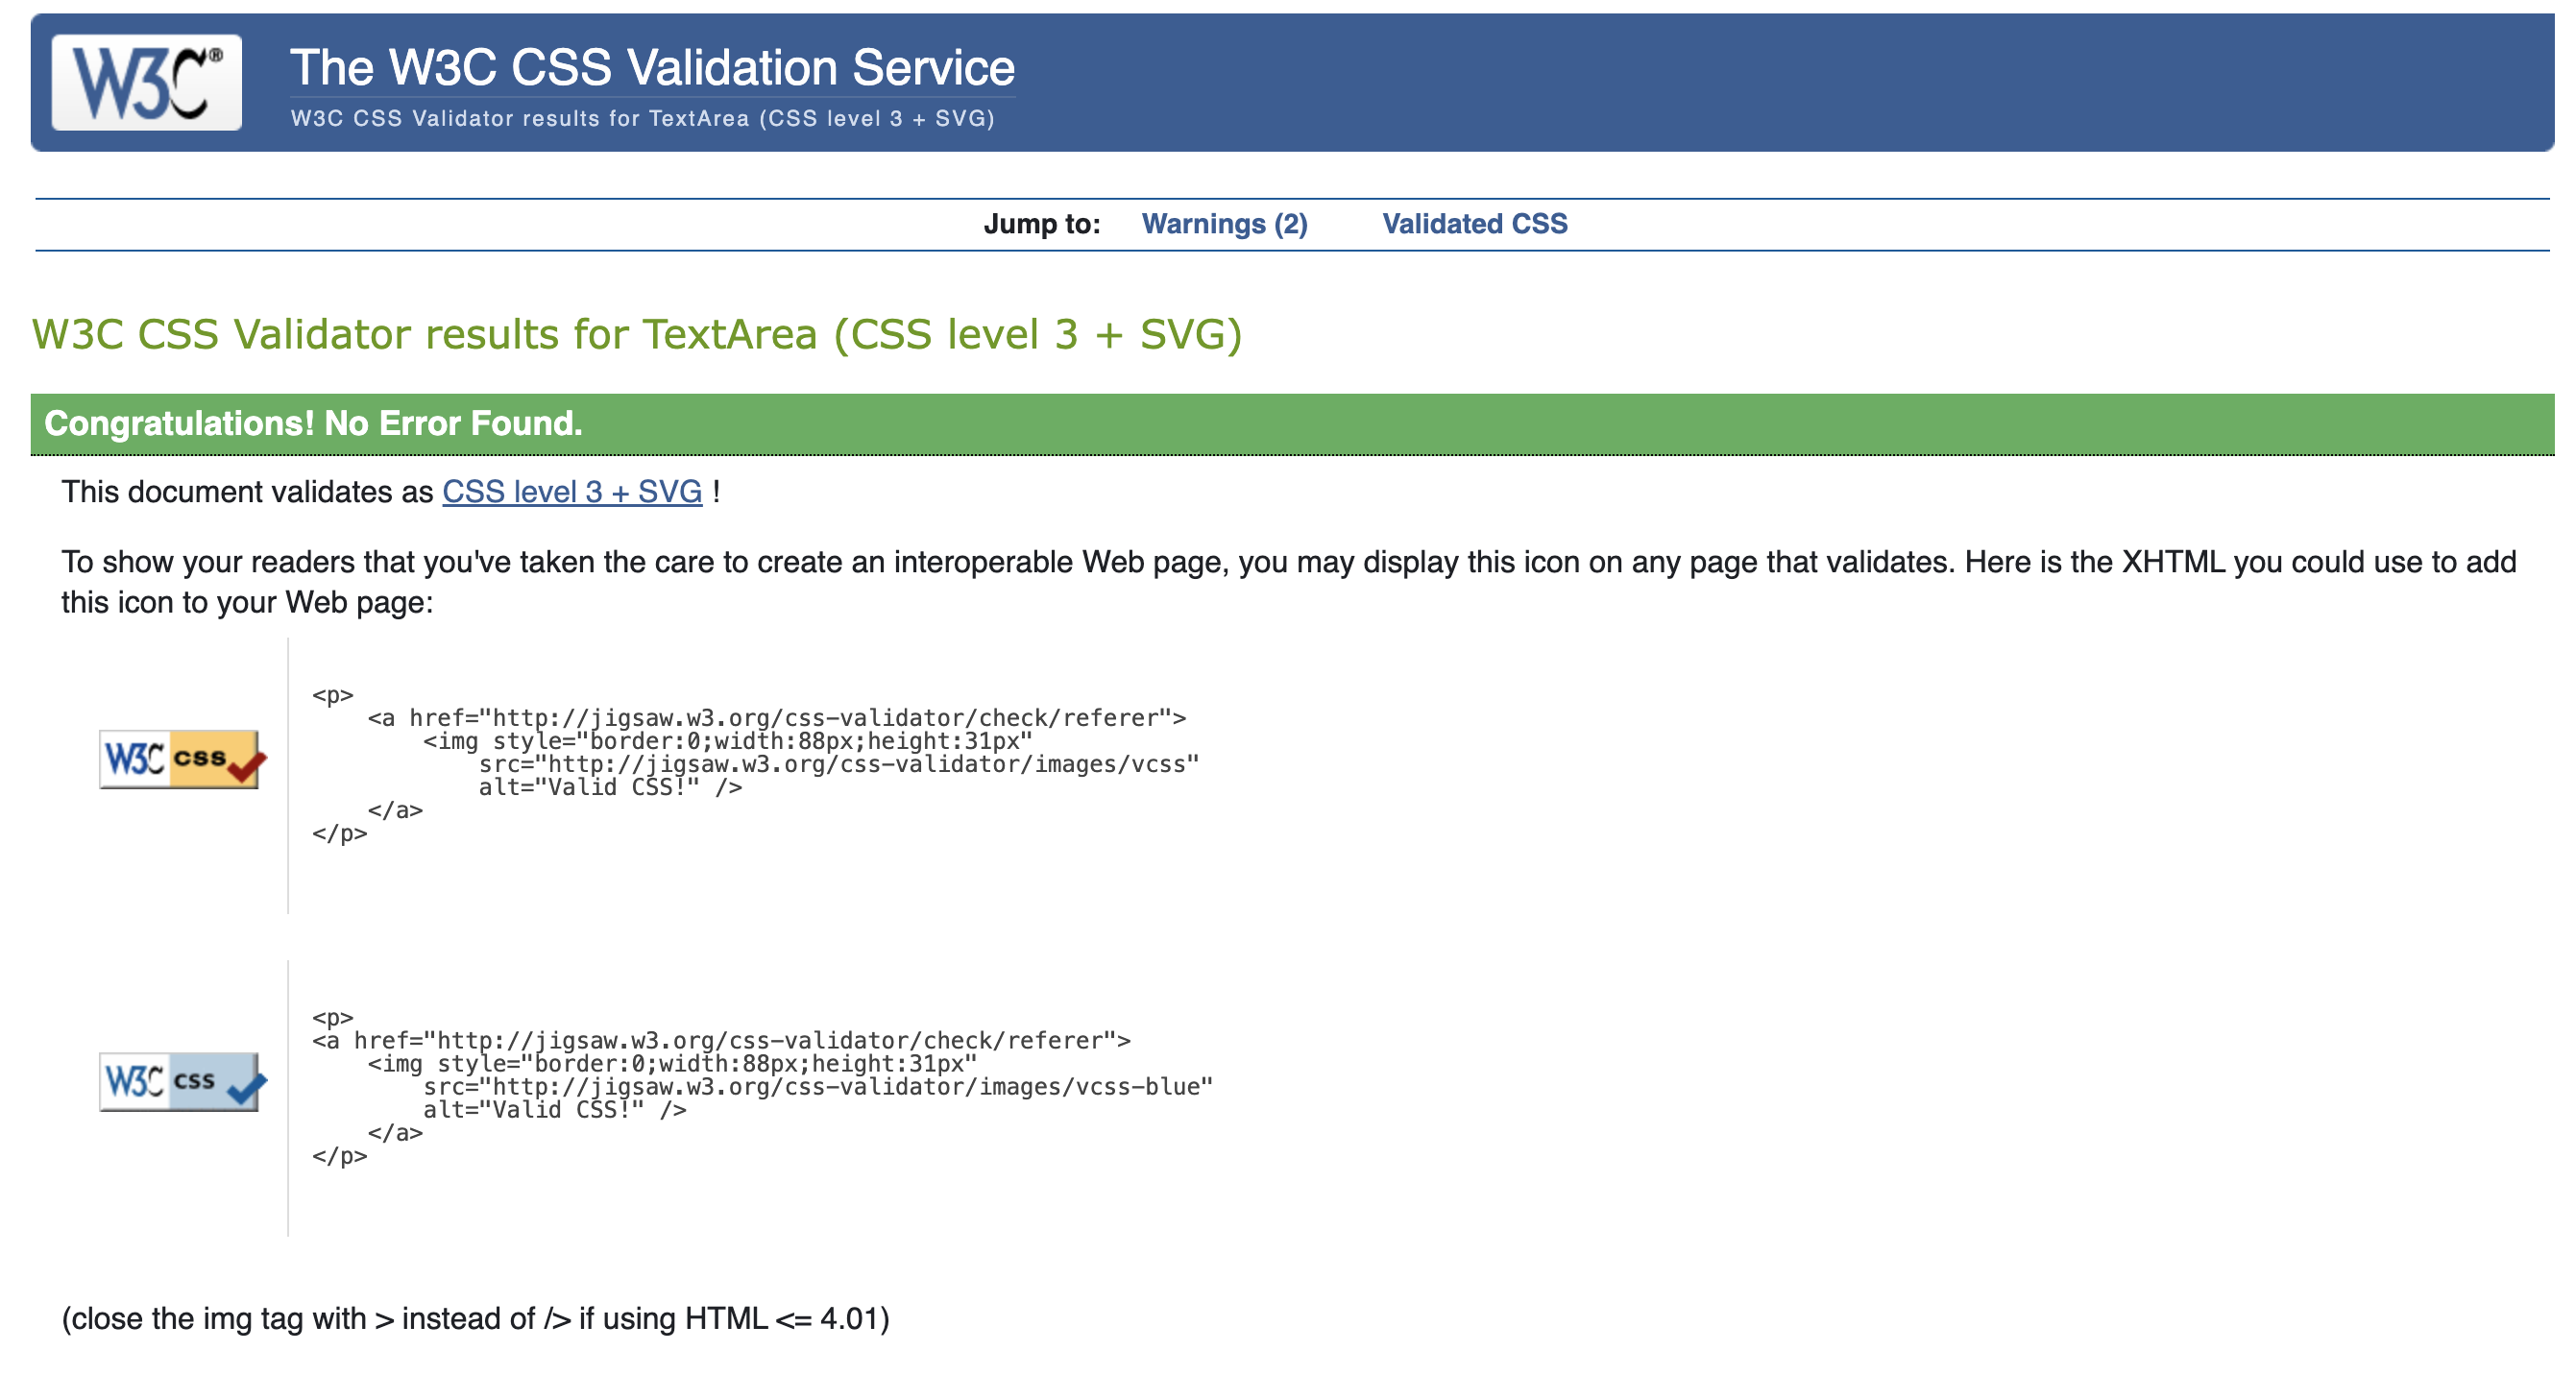 W3C®
The W3C CSS Validation Service
W3C CSS Validator results for TextArea (CSS level 3 + SVG)
Jump to: Warnings (2) Validated CSS
W3C CSS Validator results for TextArea (CSS level 3 + SVG)
Congratulations! No Error Found.
This document validates as CSS level 3 + SVG !
To show your readers that you've taken the care to create an interoperable Web page, you may display this icon on any page that validates. Here is the XHTML you could use to add
this icon to your Web page:
W3C css
<p>
    <a href="http://jigsaw.w3.org/css-validator/check/referer">
        <img style="border:0;width:88px;height:31px"
            src="http://jigsaw.w3.org/css-validator/images/vcss"
            alt="Valid CSS!" />
    </a>
</p>
W3C css
<p>
<a href="http://jigsaw.w3.org/css-validator/check/referer">
    <img style="border:0;width:88px;height:31px"
        src="http://jigsaw.w3.org/css-validator/images/vcss-blue"
        alt="Valid CSS!" />
    </a>
</p>
(close the img tag with > instead of /> if using HTML <= 4.01)